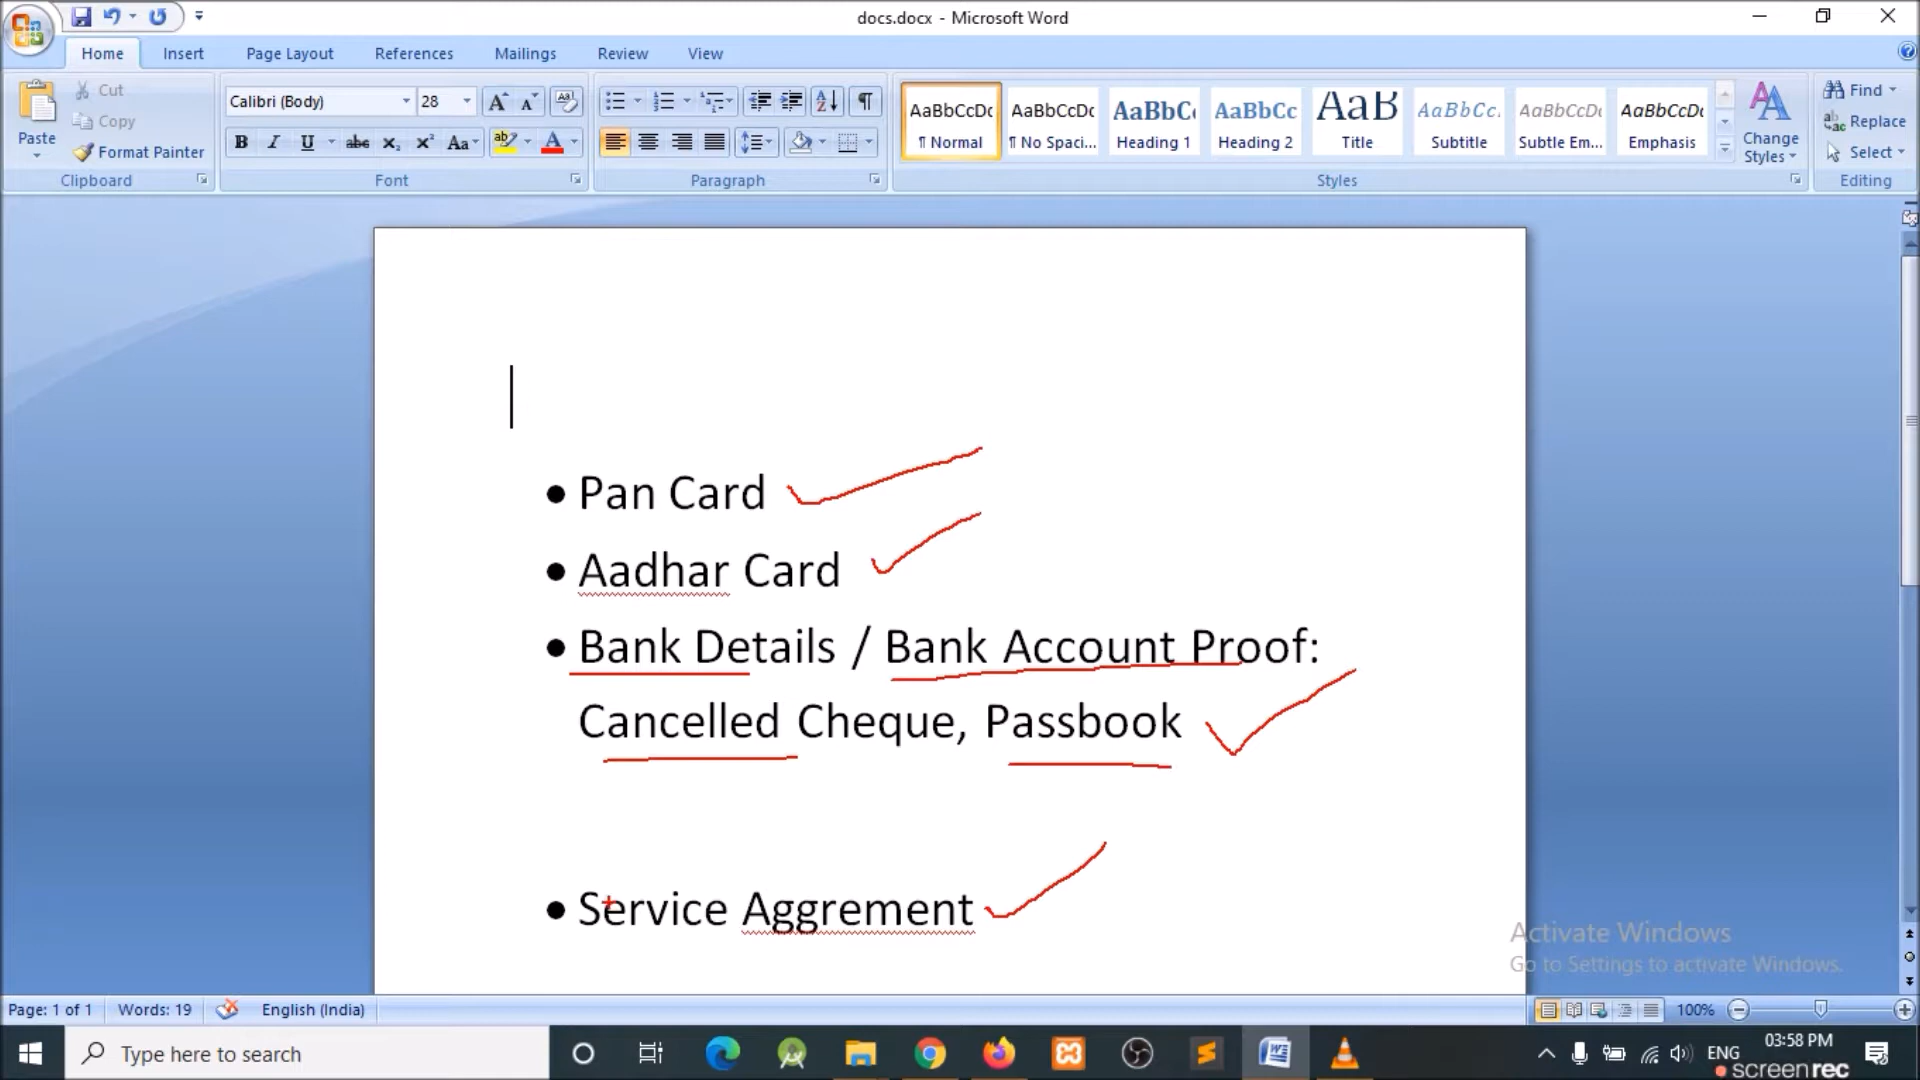 docs.docx - Microsoft Word
Home Insert Page Layout References Mailings Review View
Paste
Cut
Copy
Format Painter
Clipboard
Calibri (Body) 28
Font
Paragraph
AaBbCcDc AaBbCcDc AaBbC AaBbCc AaB AaBbCc. AaBbCcDc AaBbCcDc
¶ Normal ¶ No Spaci... Heading 1 Heading 2 Title Subtitle Subtle Em... Emphasis
Change Styles
Styles
Find
Replace
Select
Editing
• Pan Card
• Aadhar Card
• Bank Details / Bank Account Proof:
Cancelled Cheque, Passbook
• Service Aggrement
Activate Windows
Go to Settings to activate Windows.
Page: 1 of 1 Words: 19 English (India) 100%
Type here to search
ENG
03:58 PM
screenrec